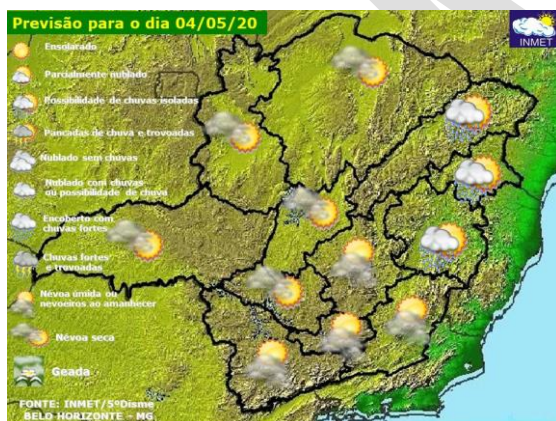 Previsão para o dia 04/05/20
INMET
Ensolarado
Parcialmente nublado
Possibilidade de chuvas isoladas
Pancadas de chuva e trovoadas
Nublado sem chuvas
Nublado com chuvas
ou possibilidade de chuva
Encoberto com
chuvas fortes
Chuvas fortes
e trovoadas
Névoa úmida ou
nevoeiros ao amanhecer
Névoa seca
Geada
FONTE: INMET/5ºDisme
BELO HORIZONTE - MG